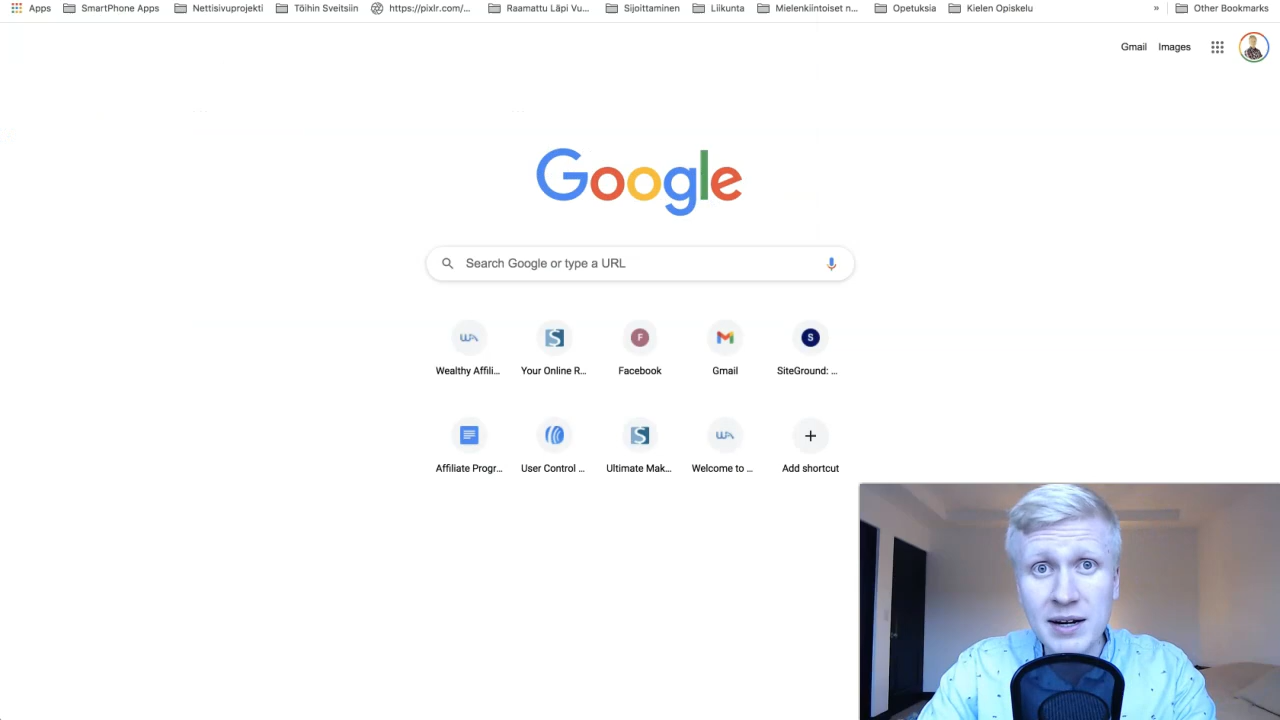 Apps SmartPhone Apps Nettisivuprojekti Töihin Sveitsiin https://pixlr.com/... Raamattu Läpi Vu... Sijoittaminen Liikunta Mielenkiintoiset n... Opetuksia Kielen Opiskelu » Other Bookmarks
Gmail Images
Google
Search Google or type a URL
WA S F S
Wealthy Affili... Your Online R... Facebook Gmail SiteGround: ...
S WA
Affiliate Progr... User Control ... Ultimate Mak... Welcome to ... Add shortcut